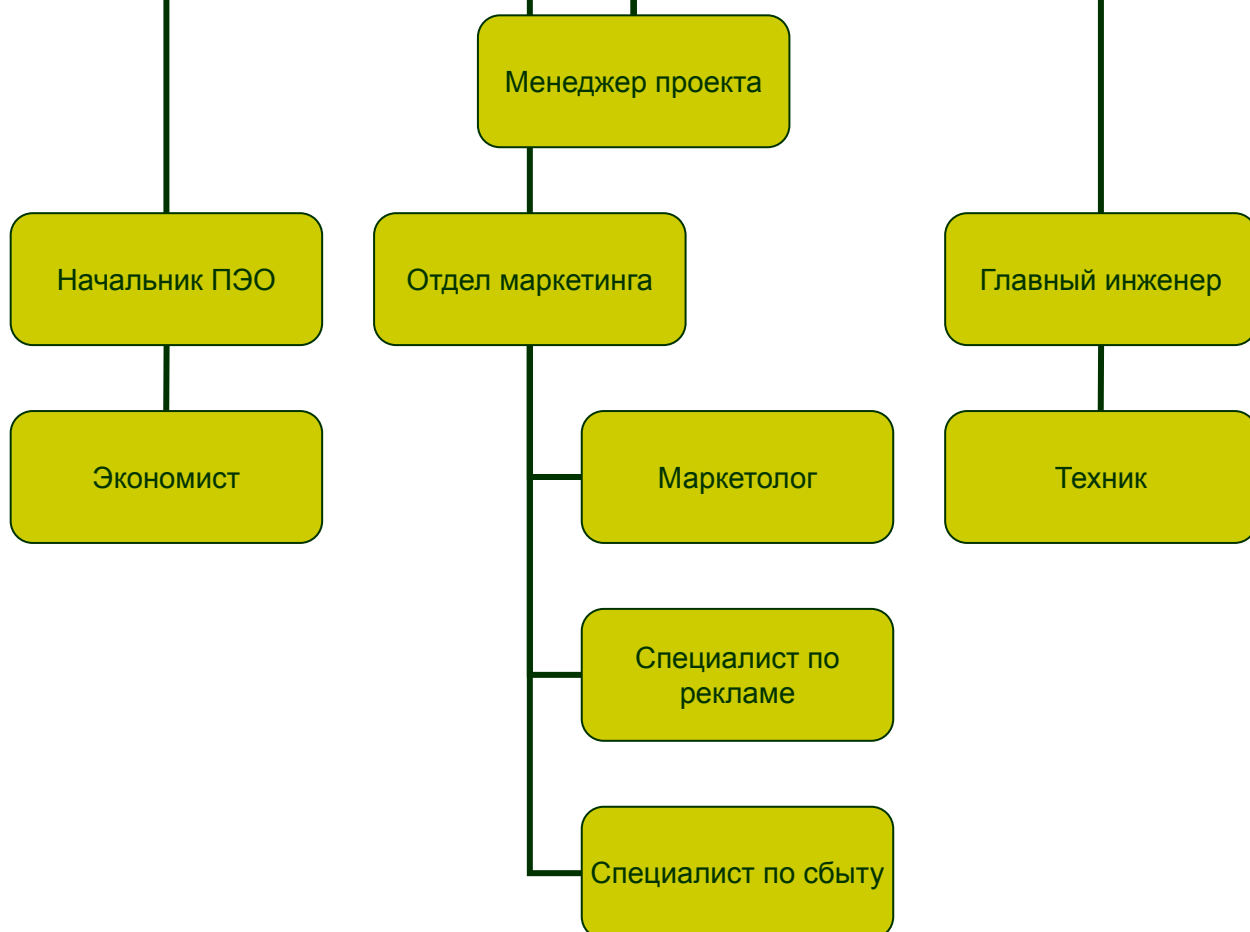 Менеджер проекта
Начальник ПЭО
Отдел маркетинга
Главный инженер
Экономист
Маркетолог
Техник
Специалист по
рекламе
Специалист по сбыту